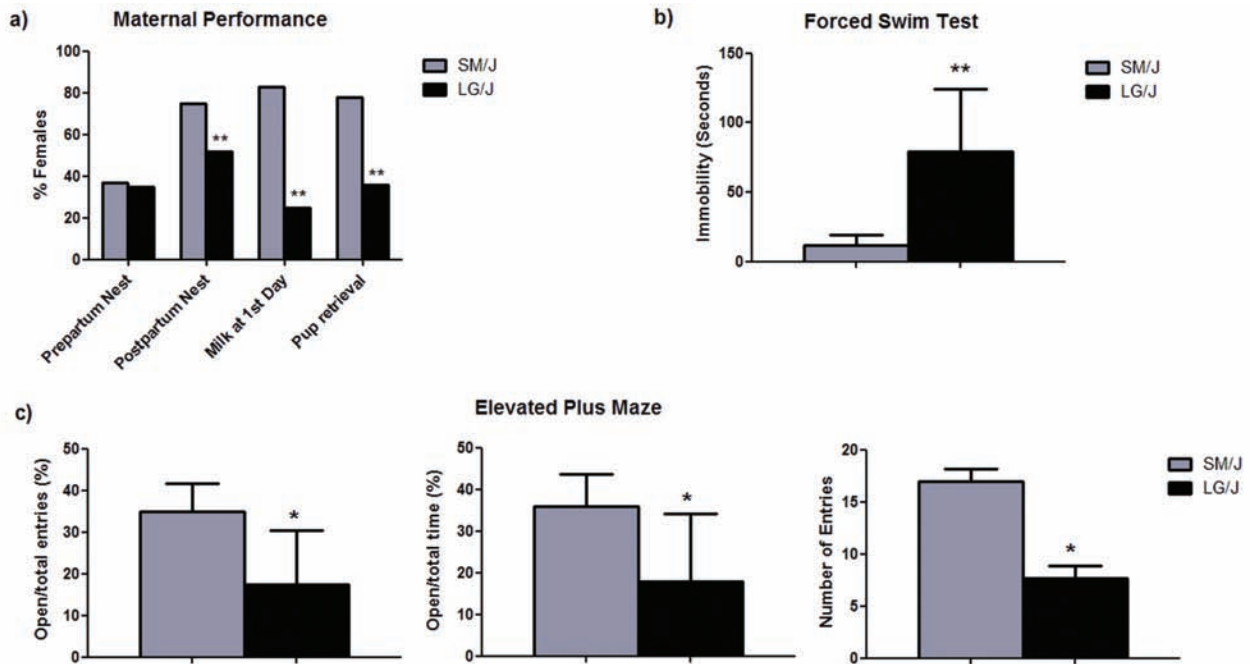 a)
Maternal Performance
% Females
100
80
60
40
20
0
**
**
**
Prepartum Nest
Postpartum Nest
Milk at 1st Day
Pup retrieval
SM/J
LG/J
b)
Forced Swim Test
Immobility (Seconds)
150
100
50
0
**
SM/J
LG/J
c)
Elevated Plus Maze
Open/total entries (%)
50
40
30
20
10
0
*
Open/total time (%)
50
40
30
20
10
0
*
Number of Entries
20
15
10
5
0
*
SM/J
LG/J